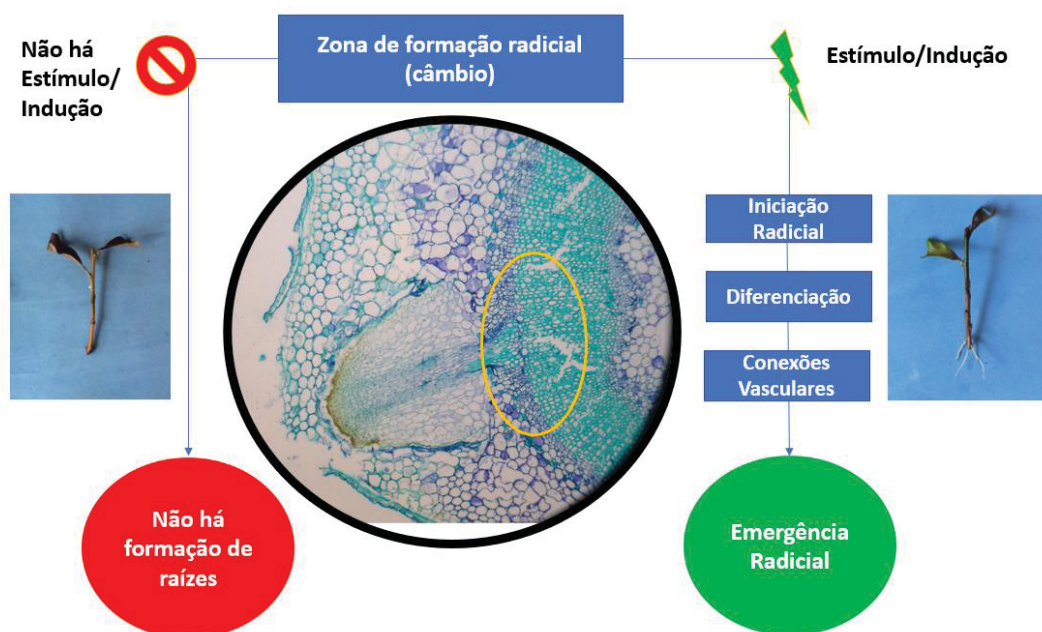 Não há
Estímulo/
Indução
Zona de formação radicial
(câmbio)
Estímulo/Indução
Iniciação
Radicial
Diferenciação
Conexões
Vasculares
Não há
formação de
raízes
Emergência
Radicial